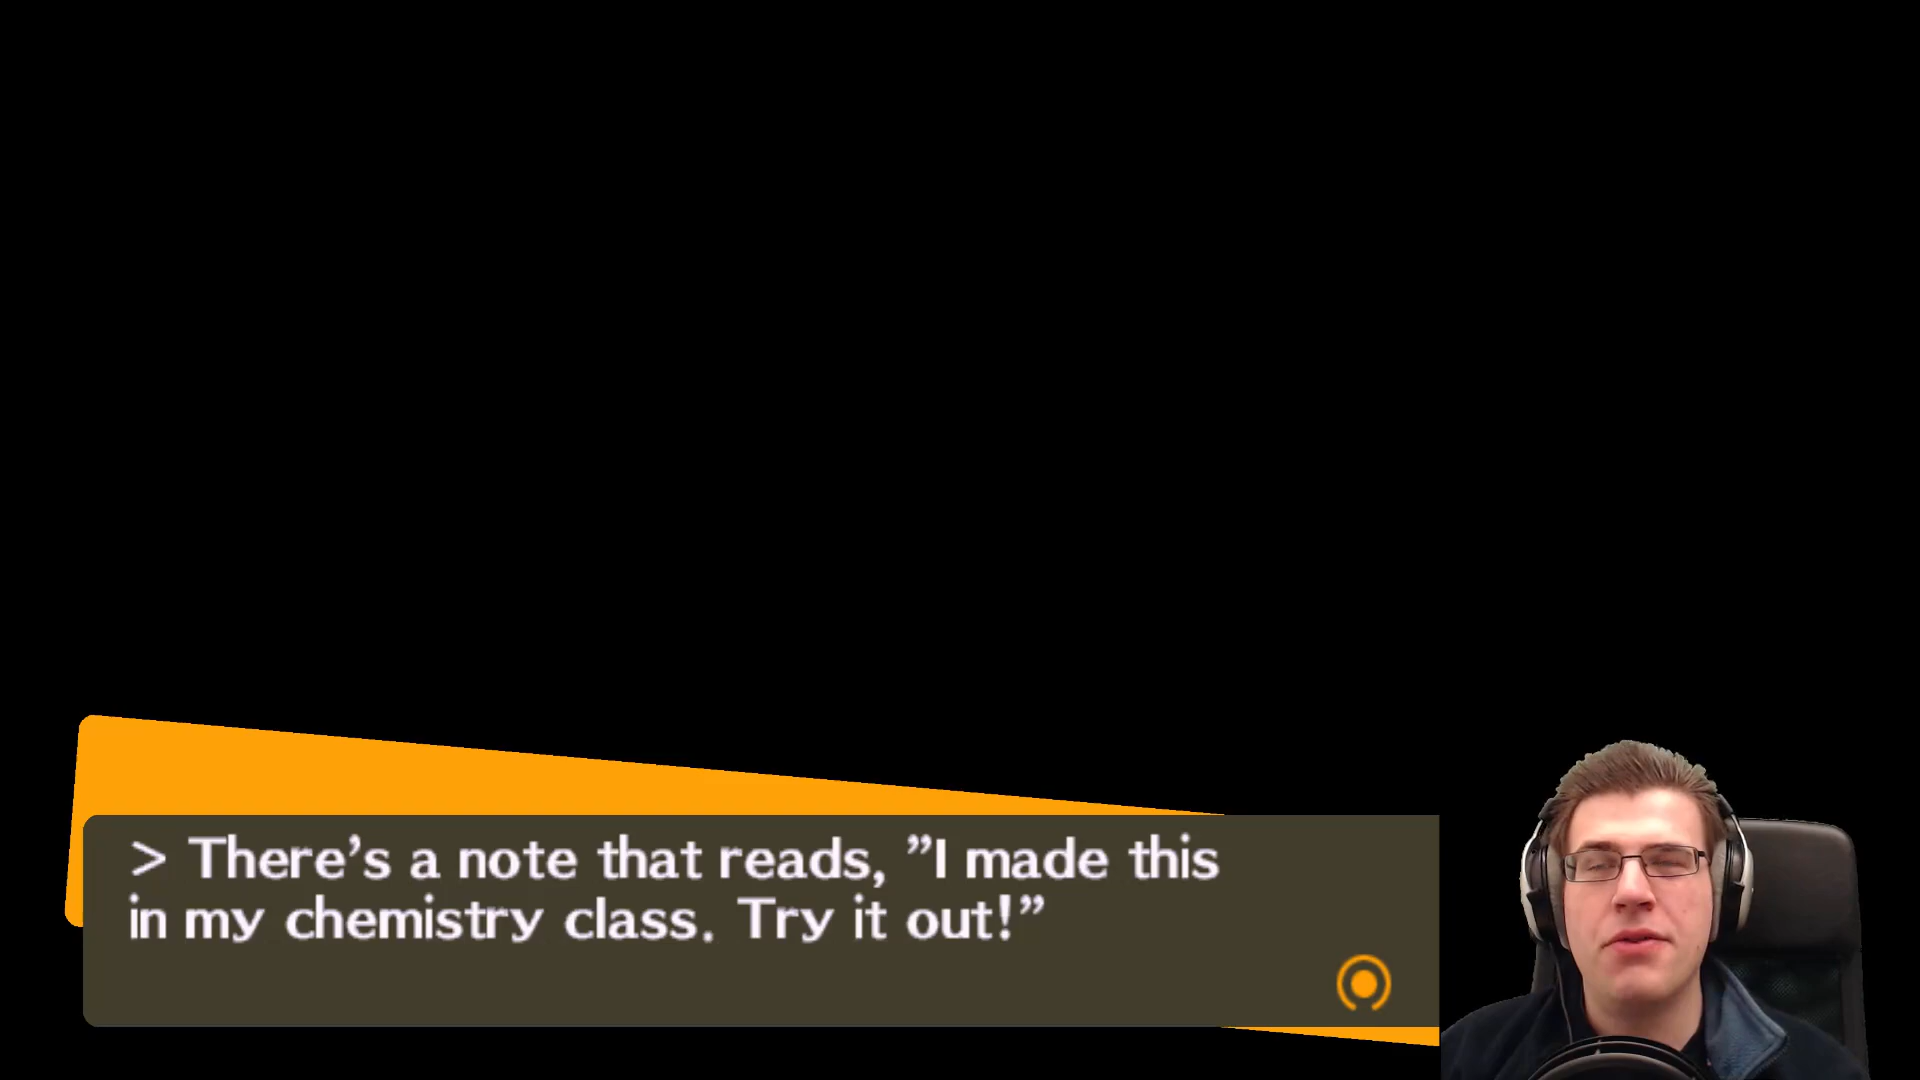 > There's a note that reads, ”I made this
in my chemistry class. Try it out!”